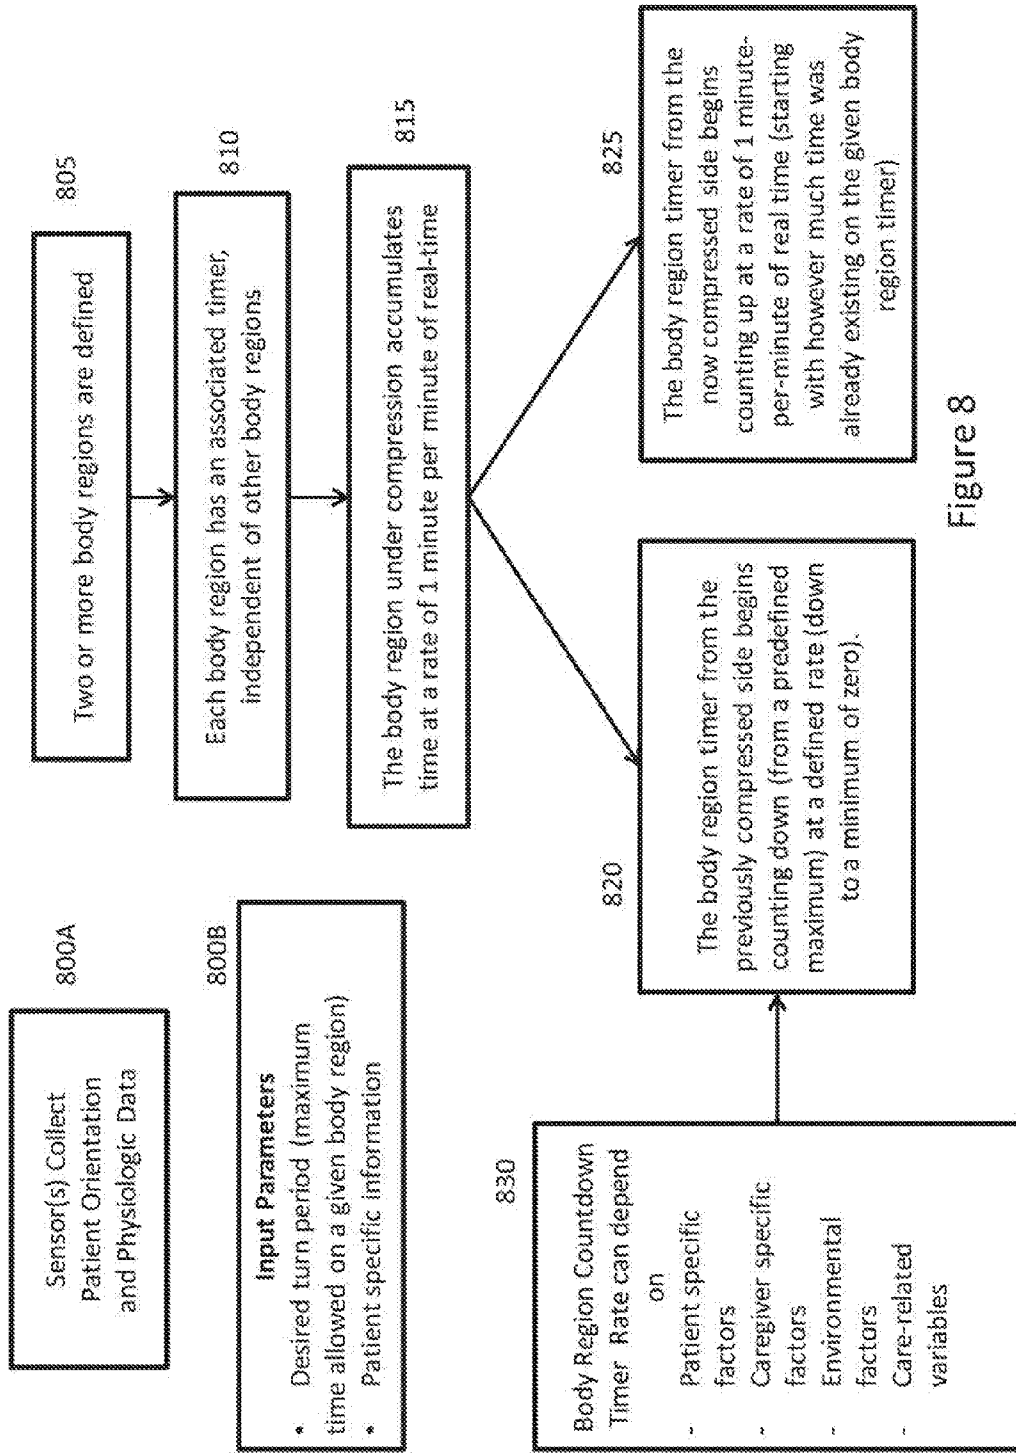 800A
Sensor(s) Collect
Patient Orientation
and Physiologic Data
800B
Input Parameters
• Desired turn period (maximum
time allowed on a given body region)
• Patient specific information
805
Two or more body regions are defined
810
Each body region has an associated timer,
independent of other body regions
815
The body region under compression accumulates
time at a rate of 1 minute per minute of real-time
820
The body region timer from the
previously compressed side begins
counting down (from a predefined
maximum) at a defined rate (down
to a minimum of zero).
825
The body region timer from the
now compressed side begins
counting up at a rate of 1 minute-
per-minute of real time (starting
with however much time was
already existing on the given body
region timer)
830
Body Region Countdown
Timer Rate can depend
on
- Patient specific
factors
- Caregiver specific
factors
- Environmental
factors
- Care-related
variables
Figure 8